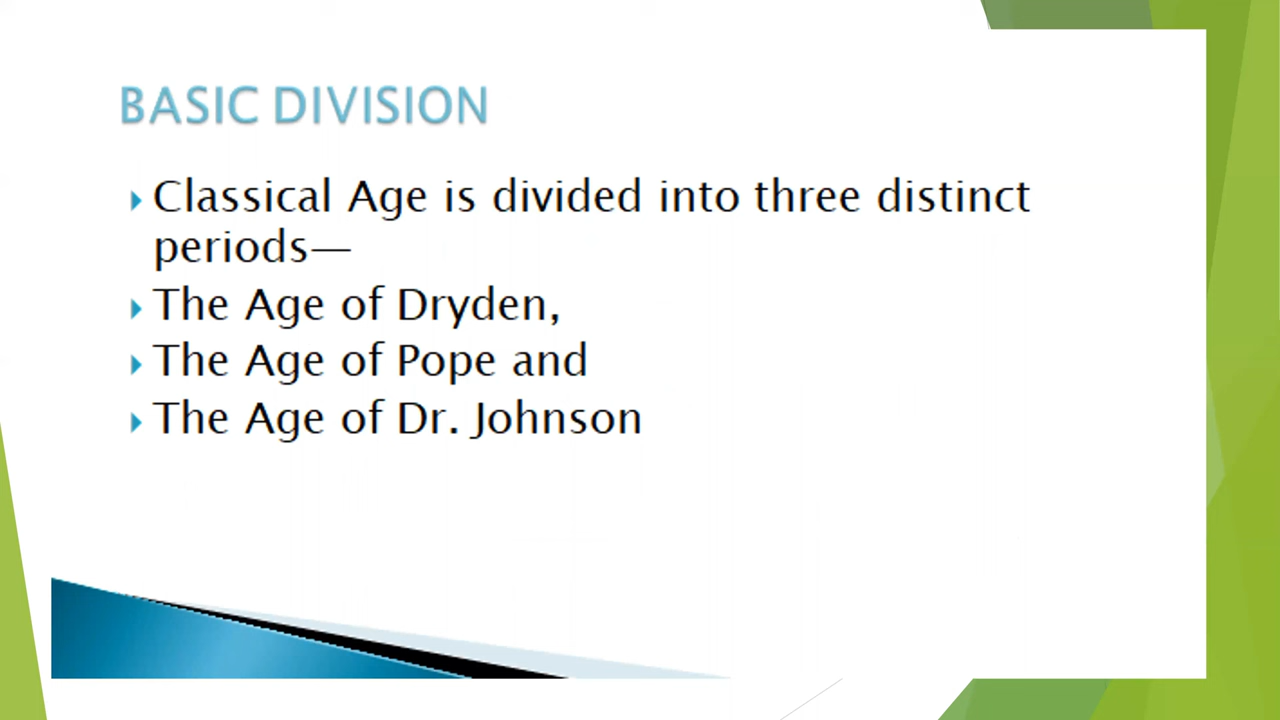 BASIC DIVISION
Classical Age is divided into three distinct
periods—
The Age of Dryden,
The Age of Pope and
The Age of Dr. Johnson